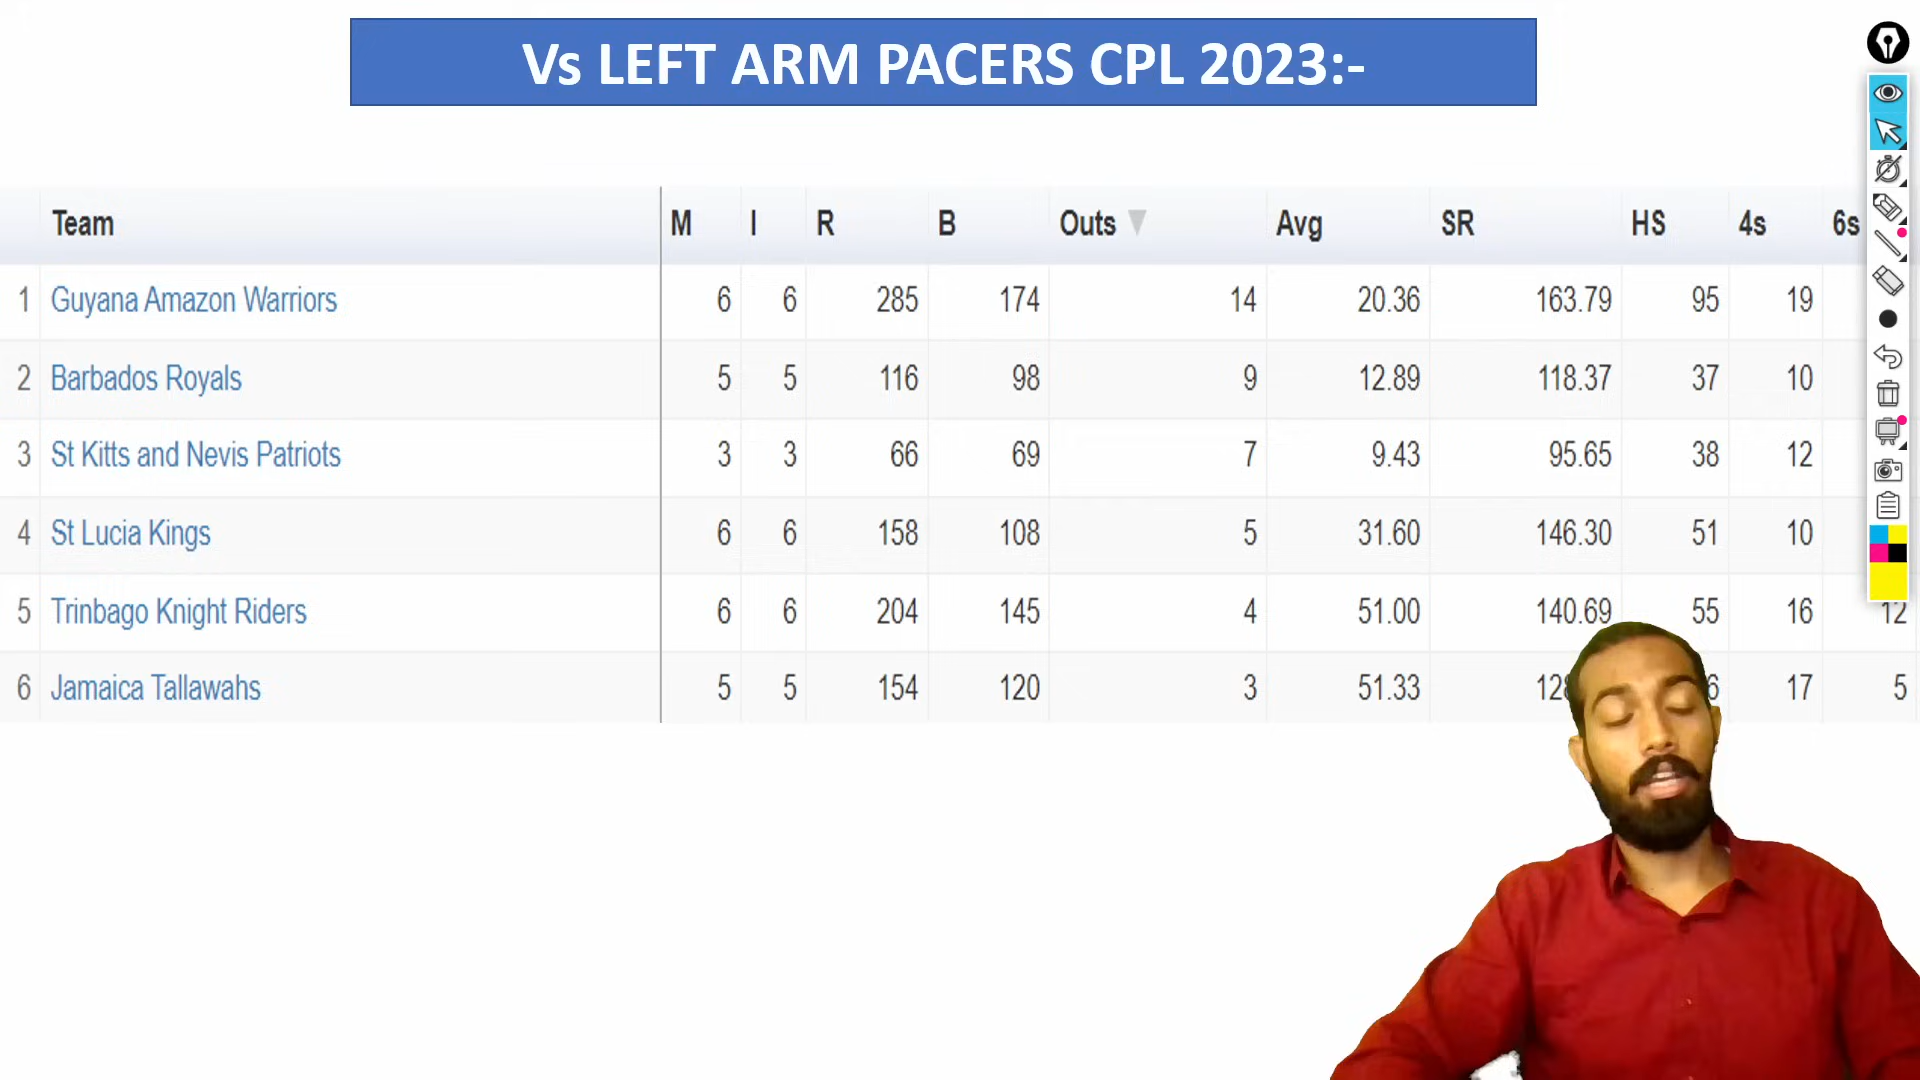 Vs LEFT ARM PACERS CPL 2023:-
Team M I R B Outs Avg SR HS 4s 6s
1 Guyana Amazon Warriors 6 6 285 174 14 20.36 163.79 95 19
2 Barbados Royals 5 5 116 98 9 12.89 118.37 37 10
3 St Kitts and Nevis Patriots 3 3 66 69 7 9.43 95.65 38 12
4 St Lucia Kings 6 6 158 108 5 31.60 146.30 51 10
5 Trinbago Knight Riders 6 6 204 145 4 51.00 140.69 55 16 12
6 Jamaica Tallawahs 5 5 154 120 3 51.33 17 5